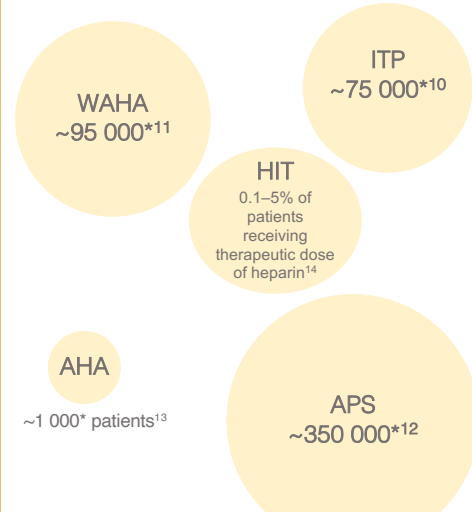 ITP
~75 000*¹⁰
WAHA
~95 000*¹¹
HIT
0.1–5% of
patients
receiving
therapeutic dose
of heparin¹⁴
AHA
~1 000* patients¹³
APS
~350 000*¹²